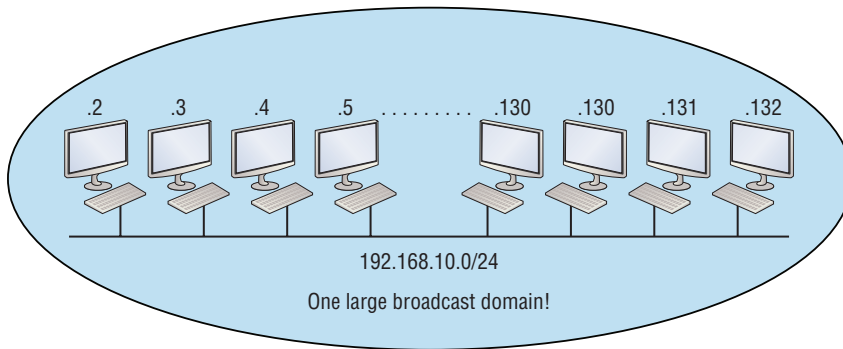 .2 .3 .4 .5 . . . . . . . . . .130 .130 .131 .132
192.168.10.0/24
One large broadcast domain!